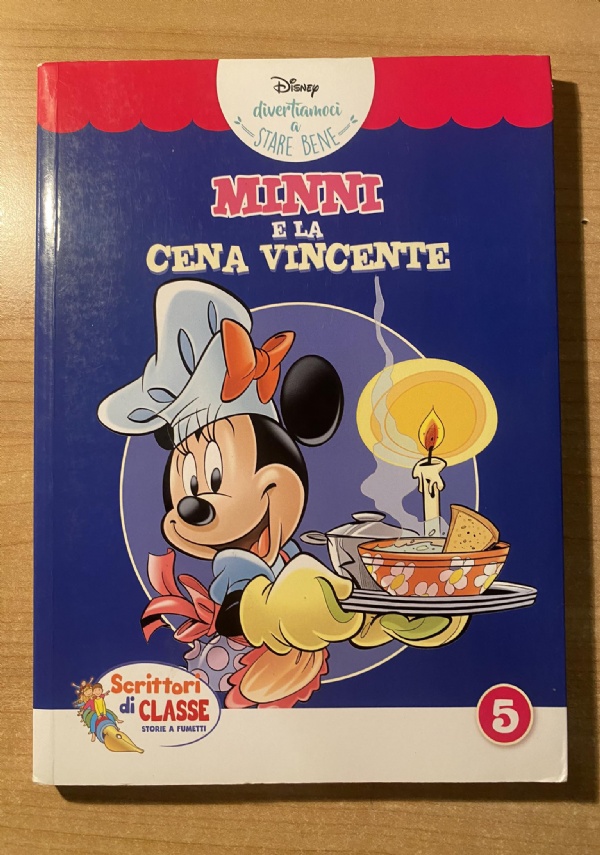 Disney
divertiamoci
a
STARE BENE
MINNI
E LA
CENA VINCENTE
Scrittori
di CLASSE
STORIE A FUMETTI
5